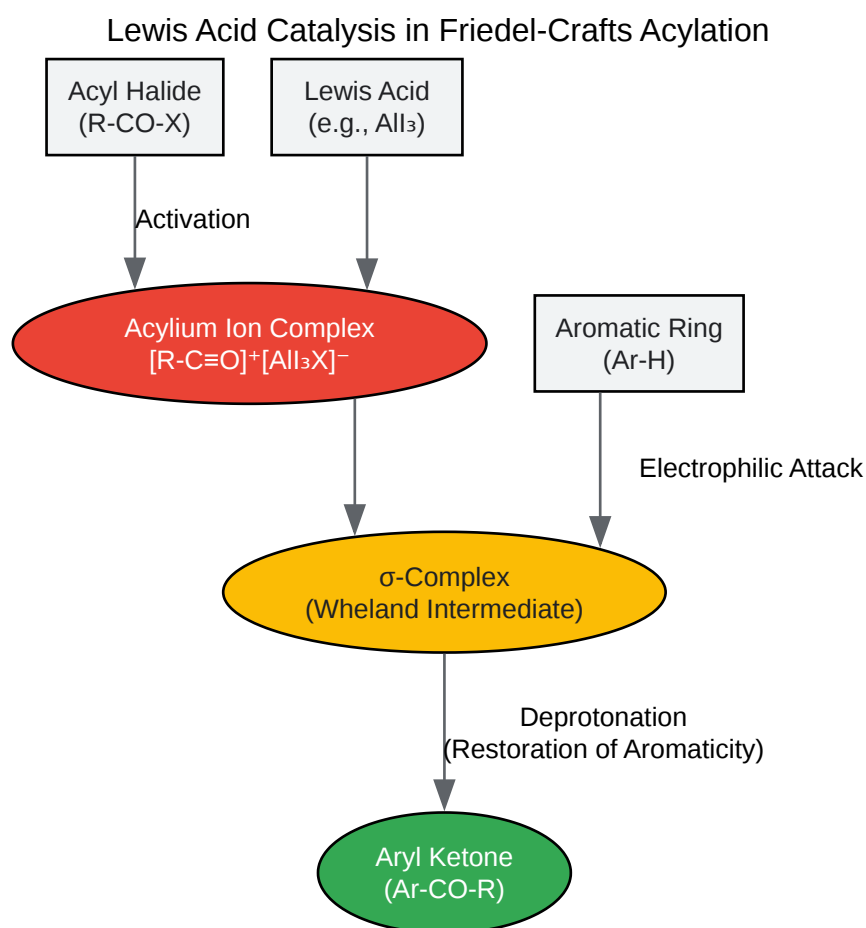 Lewis Acid Catalysis in Friedel-Crafts Acylation
Acyl Halide
(R-CO-X)
Lewis Acid
(e.g., AlI₃)
Activation
Acylium Ion Complex
[R-C≡O]⁺[AlI₃X]⁻
Aromatic Ring
(Ar-H)
Electrophilic Attack
σ-Complex
(Wheland Intermediate)
Deprotonation
(Restoration of Aromaticity)
Aryl Ketone
(Ar-CO-R)